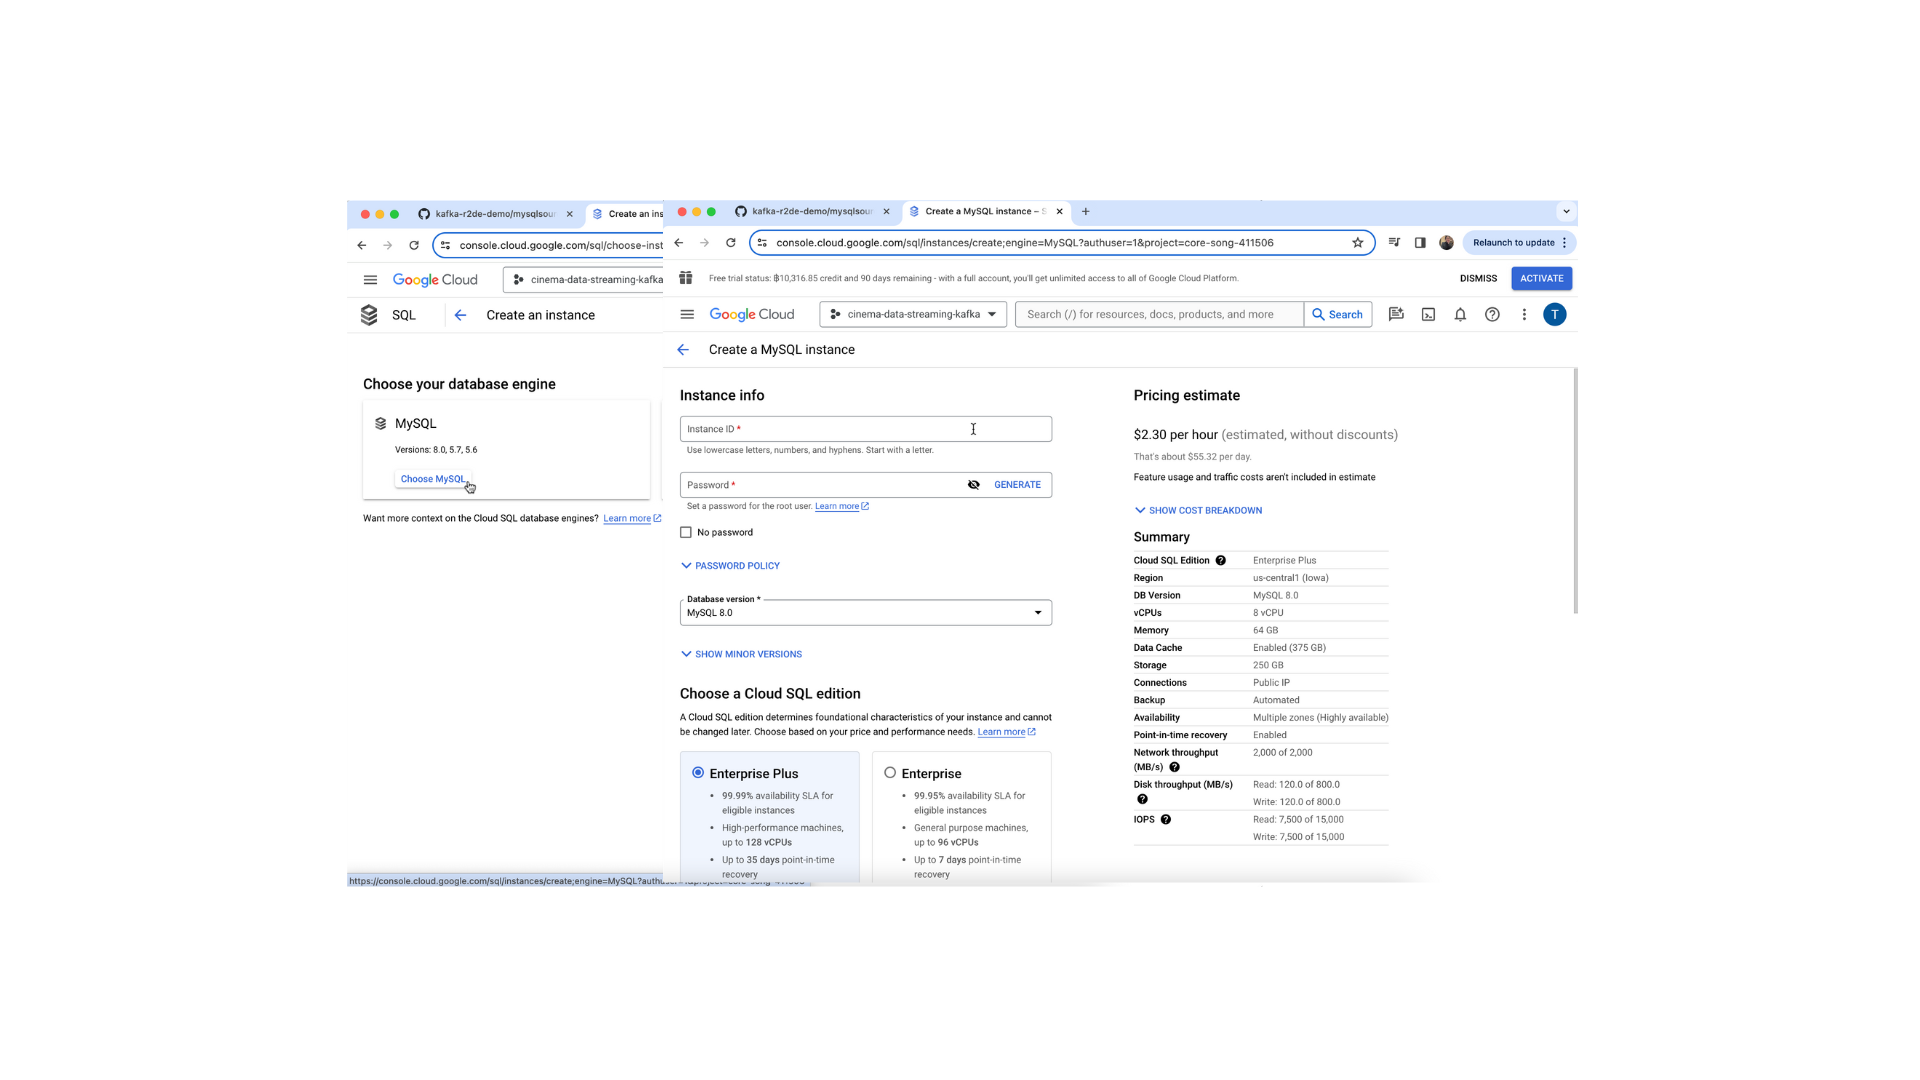 kafka-r2de-demo/mysqlsour
Create an ins
console.cloud.google.com/sql/choose-inst
Google Cloud
cinema-data-streaming-kafka
SQL
Create an instance
Choose your database engine
MySQL
Versions: 8.0, 5.7, 5.6
Choose MySQL
Want more context on the Cloud SQL database engines? Learn more
https://console.cloud.google.com/sql/instances/create;engine=MySQL?authuser=1&project=core-song-411506
kafka-r2de-demo/mysqlsour
Create a MySQL instance – S
console.cloud.google.com/sql/instances/create;engine=MySQL?authuser=1&project=core-song-411506
Relaunch to update
Free trial status: ฿10,316.85 credit and 90 days remaining - with a full account, you'll get unlimited access to all of Google Cloud Platform.
DISMISS
ACTIVATE
Google Cloud
cinema-data-streaming-kafka
Search (/) for resources, docs, products, and more
Search
T
Create a MySQL instance
Instance info
Instance ID *
Use lowercase letters, numbers, and hyphens. Start with a letter.
Password *
GENERATE
Set a password for the root user. Learn more
No password
PASSWORD POLICY
Database version *
MySQL 8.0
SHOW MINOR VERSIONS
Choose a Cloud SQL edition
A Cloud SQL edition determines foundational characteristics of your instance and cannot
be changed later. Choose based on your price and performance needs. Learn more
Enterprise Plus
• 99.99% availability SLA for
eligible instances
• High-performance machines,
up to 128 vCPUs
• Up to 35 days point-in-time
recovery
Enterprise
• 99.95% availability SLA for
eligible instances
• General purpose machines,
up to 96 vCPUs
• Up to 7 days point-in-time
recovery
Pricing estimate
$2.30 per hour (estimated, without discounts)
That's about $55.32 per day.
Feature usage and traffic costs aren't included in estimate
SHOW COST BREAKDOWN
Summary
Cloud SQL Edition Enterprise Plus
Region us-central1 (Iowa)
DB Version MySQL 8.0
vCPUs 8 vCPU
Memory 64 GB
Data Cache Enabled (375 GB)
Storage 250 GB
Connections Public IP
Backup Automated
Availability Multiple zones (Highly available)
Point-in-time recovery Enabled
Network throughput 2,000 of 2,000
(MB/s)
Disk throughput (MB/s) Read: 120.0 of 800.0
Write: 120.0 of 800.0
IOPS Read: 7,500 of 15,000
Write: 7,500 of 15,000